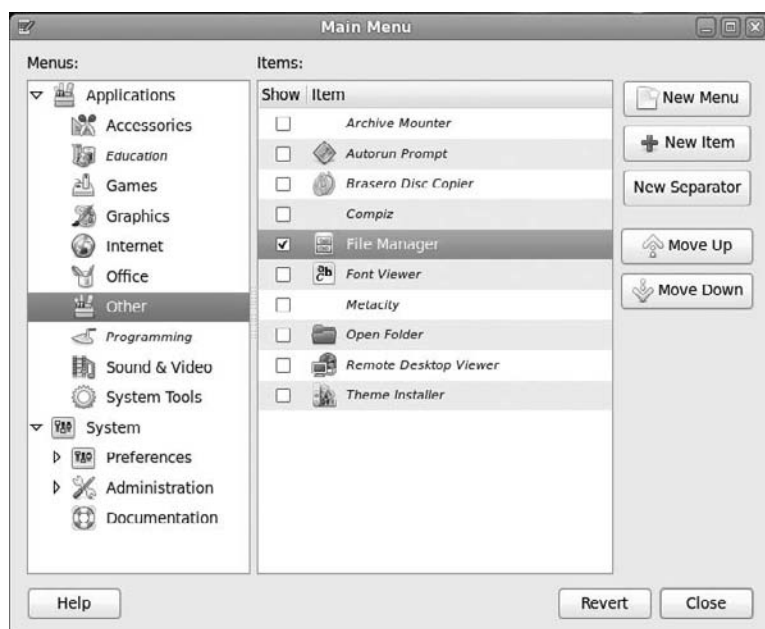 Main Menu
Menus:
Applications
Accessories
Education
Games
Graphics
Internet
Office
Other
Programming
Sound & Video
System Tools
System
Preferences
Administration
Documentation
Items:
Show Item
Archive Mounter
Autorun Prompt
Brasero Disc Copier
Compiz
File Manager
Font Viewer
Metacity
Open Folder
Remote Desktop Viewer
Theme Installer
New Menu
New Item
New Separator
Move Up
Move Down
Help
Revert
Close